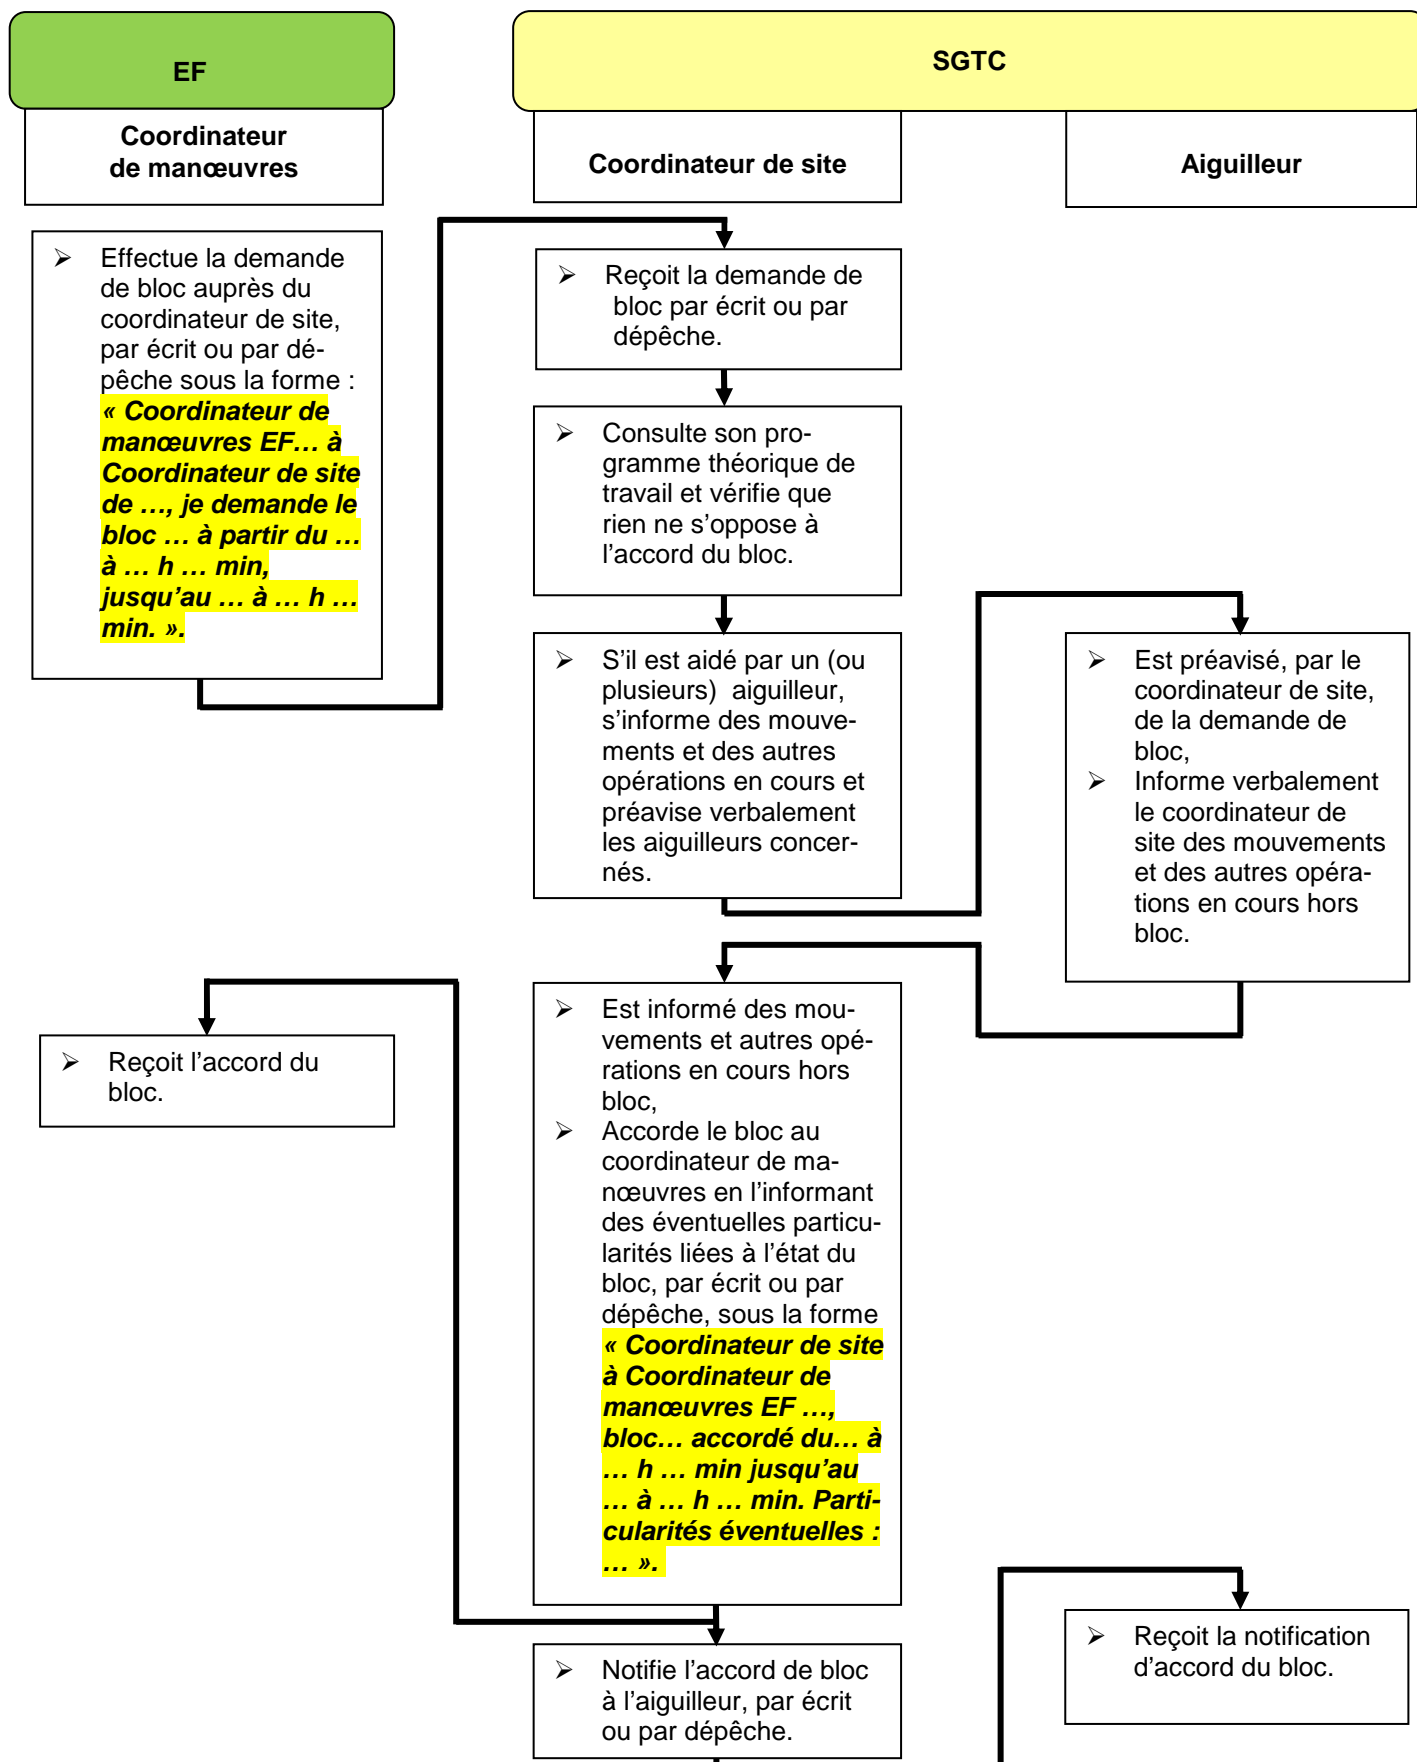 EF
SGTC
Coordinateur
de manœuvres
Coordinateur de site
Aiguilleur
➢ Effectue la demande
de bloc auprès du
coordinateur de site,
par écrit ou par dé-
pêche sous la forme :
« Coordinateur de
manœuvres EF… à
Coordinateur de site
de …, je demande le
bloc … à partir du …
à … h … min,
jusqu’au … à … h …
min. ».
➢ Reçoit la demande de
bloc par écrit ou par
dépêche.
➢ Consulte son pro-
gramme théorique de
travail et vérifie que
rien ne s’oppose à
l’accord du bloc.
➢ S’il est aidé par un (ou
plusieurs) aiguilleur,
s’informe des mouve-
ments et des autres
opérations en cours et
préavise verbalement
les aiguilleurs concer-
nés.
➢ Est préavisé, par le
coordinateur de site,
de la demande de
bloc,
➢ Informe verbalement
le coordinateur de
site des mouvements
et des autres opéra-
tions en cours hors
bloc.
➢ Est informé des mou-
vements et autres opé-
rations en cours hors
bloc,
➢ Accorde le bloc au
coordinateur de ma-
nœuvres en l’informant
des éventuelles particu-
larités liées à l’état du
bloc, par écrit ou par
dépêche, sous la forme
« Coordinateur de site
à Coordinateur de
manœuvres EF …,
bloc… accordé du… à
… h … min jusqu’au
… à … h … min. Parti-
cularités éventuelles :
… ».
➢ Reçoit l’accord du
bloc.
➢ Notifie l’accord de bloc
à l’aiguilleur, par écrit
ou par dépêche.
➢ Reçoit la notification
d’accord du bloc.